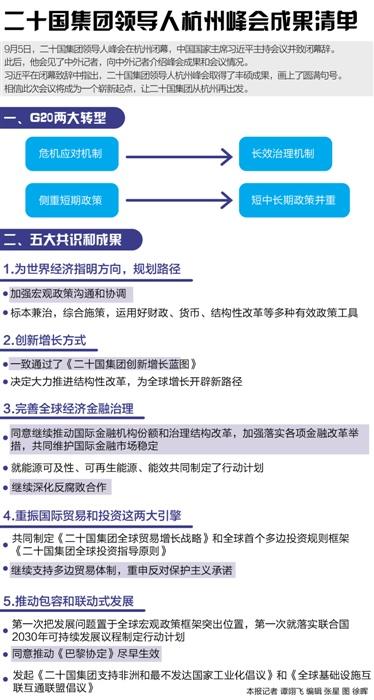 二十国集团领导人杭州峰会成果清单
9月5日，二十国集团领导人峰会在杭州闭幕，中国国家主席习近平主持会议并致闭幕辞。
此后，他会见了中外记者，向中外记者介绍峰会成果和会议情况。
习近平在闭幕致辞中指出，二十国集团领导人杭州峰会取得了丰硕成果，画上了圆满句号。
相信此次会议将成为一个崭新起点，让二十国集团从杭州再出发。
一、G20两大转型
危机应对机制 长效治理机制
侧重短期政策 短中长期政策并重
二、五大共识和成果
1.为世界经济指明方向，规划路径
加强宏观政策沟通和协调
标本兼治，综合施策，运用好财政、货币、结构性改革等多种有效政策工具
2.创新增长方式
一致通过了《二十国集团创新增长蓝图》
决定大力推进结构性改革，为全球增长开辟新路径
3.完善全球经济金融治理
同意继续推动国际金融机构份额和治理结构改革，加强落实各项金融改革举
措，共同维护国际金融市场稳定
就能源可及性、可再生能源、能效共同制定了行动计划
继续深化反腐败合作
4.重振国际贸易和投资这两大引擎
共同制定《二十国集团全球贸易增长战略》和全球首个多边投资规则框架
《二十国集团全球投资指导原则》
继续支持多边贸易体制，重申反对保护主义承诺
5.推动包容和联动式发展
第一次把发展问题置于全球宏观政策框架突出位置，第一次就落实联合国
2030年可持续发展议程制定行动计划
同意推动《巴黎协定》尽早生效
发起《二十国集团支持非洲和最不发达国家工业化倡议》和《全球基础设施互
联互通联盟倡议》
本报记者 谭翊飞 编辑 张星 图 徐晖